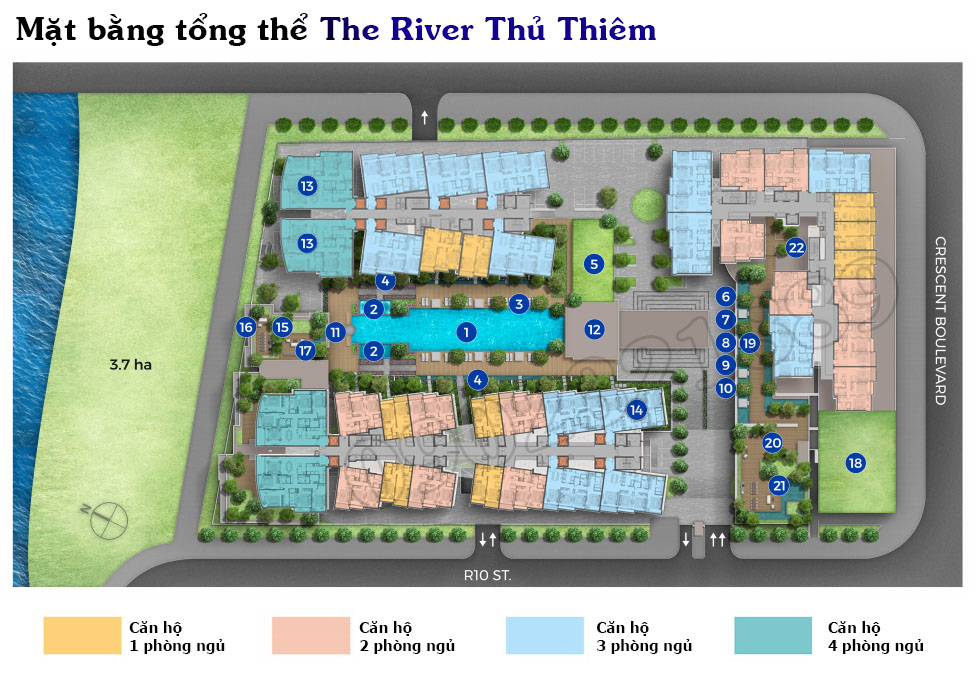 Mặt bằng tổng thể The River Thủ Thiêm
13
13
5
22
4
2
3
1
2
4
11
12
16
15
17
6
7
8
19
9
10
14
20
21
18
3.7 ha
N
CRESCENT BOULEVARD
R10 ST.
Căn hộ
1 phòng ngủ
Căn hộ
2 phòng ngủ
Căn hộ
3 phòng ngủ
Căn hộ
4 phòng ngủ